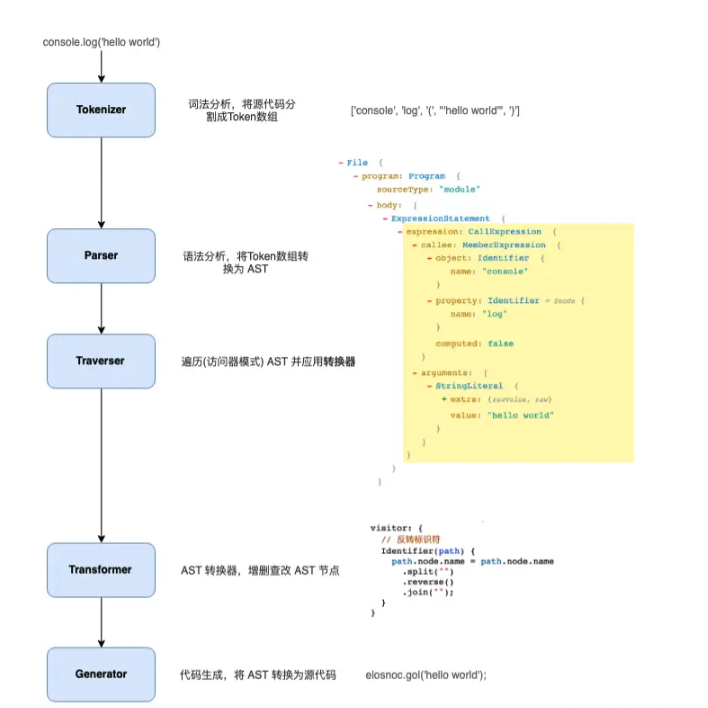 console.log('hello world')
Tokenizer
词法分析，将源代码分
割成Token数组
['console', 'log', '(', "'hello world'", ')']
− File {
− program: Program {
sourceType: "module"
− body: [
− ExpressionStatement {
− expression: CallExpression {
− callee: MemberExpression {
− object: Identifier {
name: "console"
}
− property: Identifier = $node {
name: "log"
}
computed: false
}
− arguments: [
− StringLiteral {
+ extra: {rawValue, raw}
value: "hello world"
}
]
}
}
]
Parser
语法分析，将Token数组转
换为 AST
Traverser
遍历(访问器模式) AST 并应用转换器
Transformer
AST 转换器，增删查改 AST 节点
visitor: {
// 反转标识符
Identifier(path) {
path.node.name = path.node.name
.split("")
.reverse()
.join("");
}
}
Generator
代码生成，将 AST 转换为源代码
elosnoc.gol('hello world');